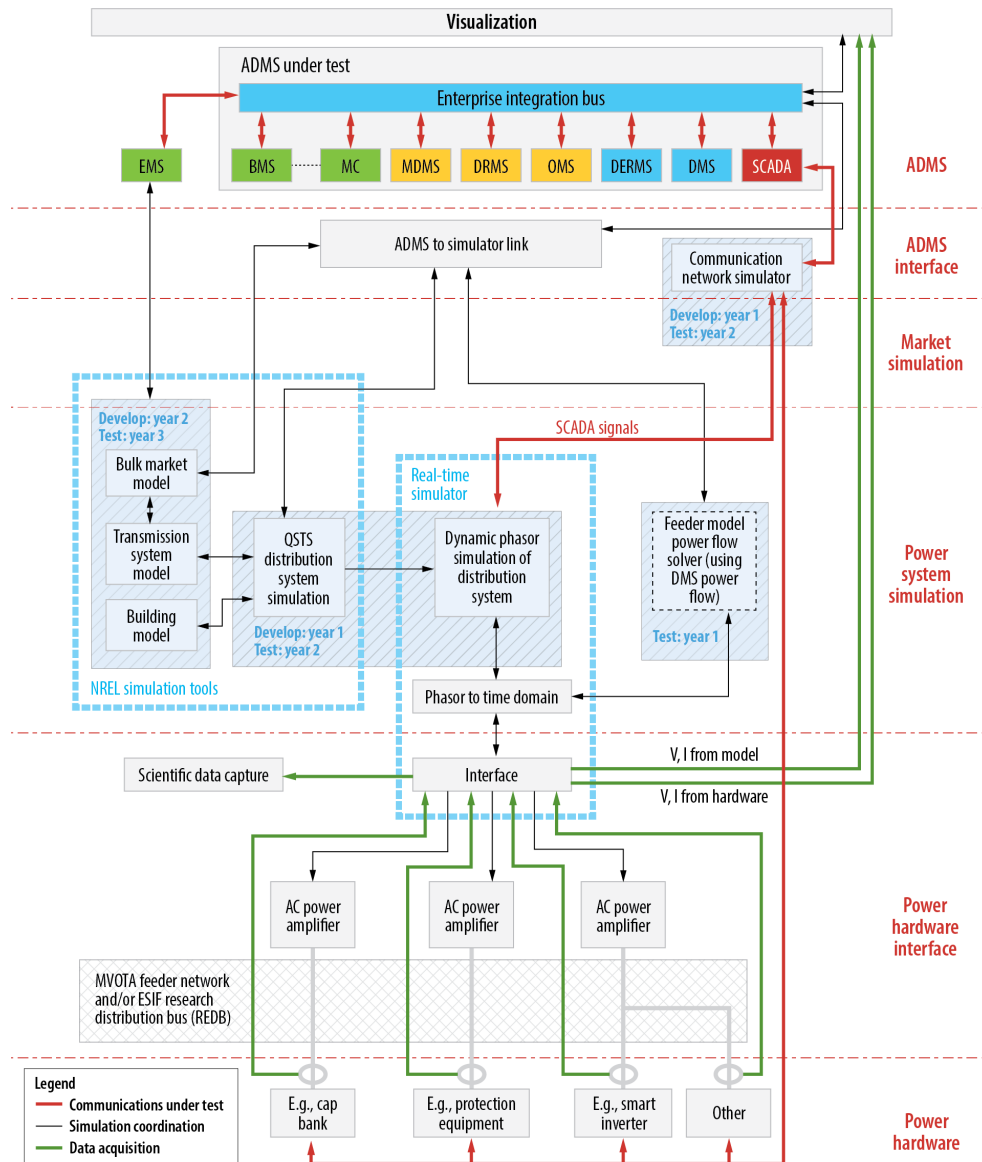 Visualization
ADMS under test
Enterprise integration bus
EMS
BMS
MC
MDMS
DRMS
OMS
DERMS
DMS
SCADA
ADMS
ADMS to simulator link
Communication
network simulator
ADMS
interface
Develop: year 1
Test: year 2
Market
simulation
Develop: year 2
Test: year 3
SCADA signals
Bulk market
model
Real-time
simulator
Transmission
system
model
QSTS
distribution
system
simulation
Dynamic phasor
simulation of
distribution
system
Feeder model
power flow
solver (using
DMS power
flow)
Power
system
simulation
Building
model
Develop: year 1
Test: year 2
Test: year 1
NREL simulation tools
Phasor to time domain
V, I from model
Scientific data capture
Interface
V, I from hardware
AC power
amplifier
AC power
amplifier
AC power
amplifier
Power
hardware
interface
MVOTA feeder network
and/or ESIF research
distribution bus (REDB)
Legend
Communications under test
Simulation coordination
Data acquisition
E.g., cap
bank
E.g., protection
equipment
E.g., smart
inverter
Other
Power
hardware